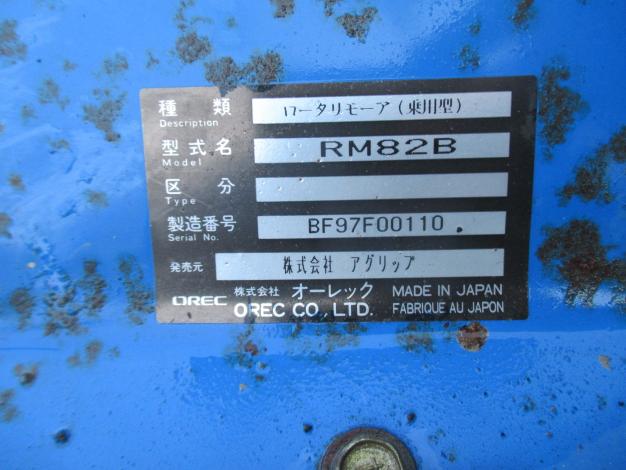 種類 ロータリモーア(乗用型)
Description
型式名 RM82B
Model
区分
Type
製造番号 BF97F00110
Serial No.
発売元 株式会社 アグリップ
OREC 株式会社 オーレック MADE IN JAPAN
OREC CO., LTD. FABRIQUE AU JAPON